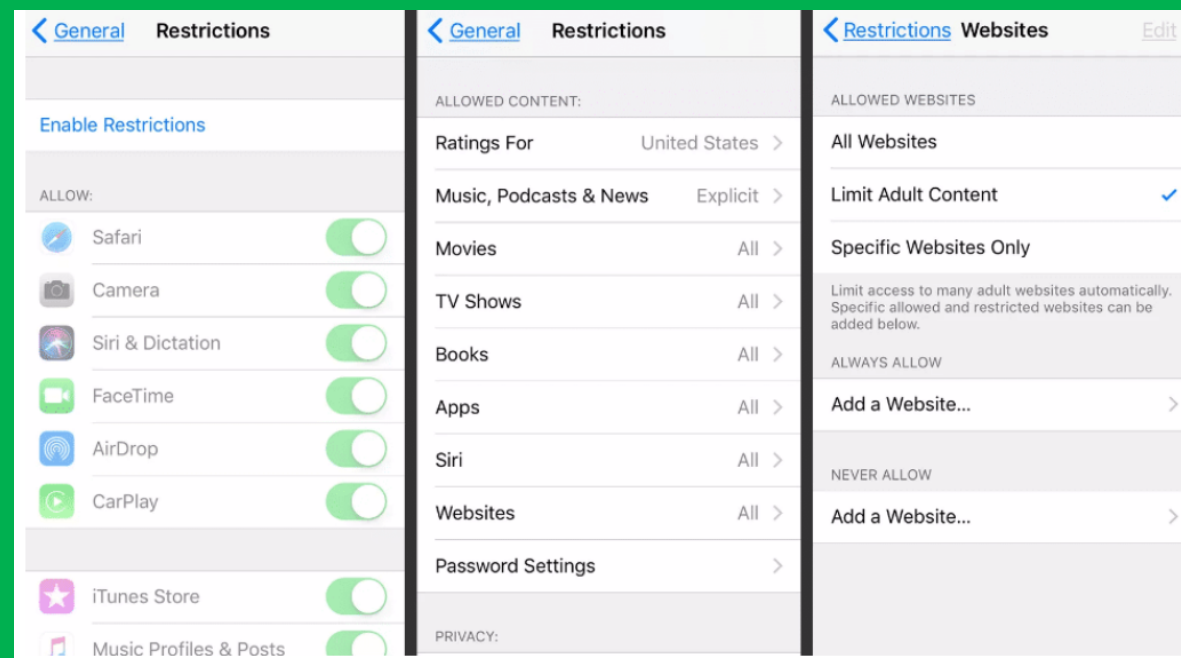 General Restrictions
Enable Restrictions
ALLOW:
Safari
Camera
Siri & Dictation
FaceTime
AirDrop
CarPlay
iTunes Store
Music Profiles & Posts
General Restrictions
ALLOWED CONTENT:
Ratings For United States
Music, Podcasts & News Explicit
Movies All
TV Shows All
Books All
Apps All
Siri All
Websites All
Password Settings
PRIVACY:
Restrictions Websites Edit
ALLOWED WEBSITES
All Websites
Limit Adult Content
Specific Websites Only
Limit access to many adult websites automatically.
Specific allowed and restricted websites can be
added below.
ALWAYS ALLOW
Add a Website...
NEVER ALLOW
Add a Website...